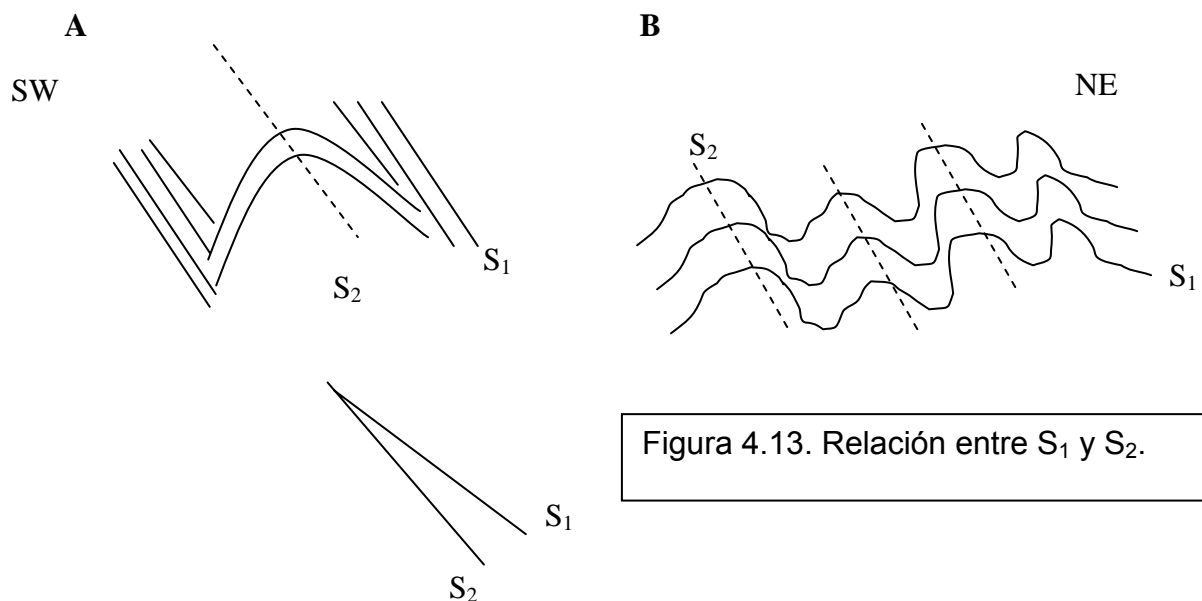 A
B
SW
NE
S₂
S₁
S₂
S₁
Figura 4.13. Relación entre S₁ y S₂.
S₁
S₂